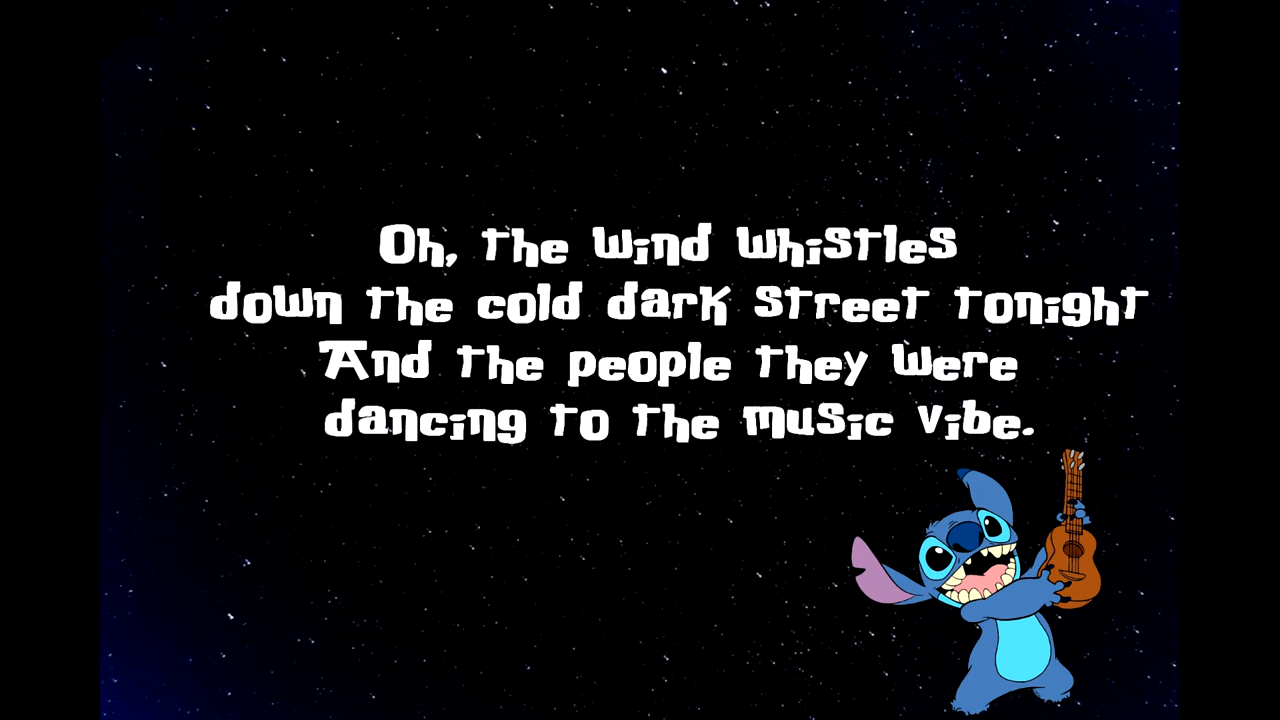 Oh, the wind whistles
down the cold dark street tonight
And the people they were
dancing to the music vibe.